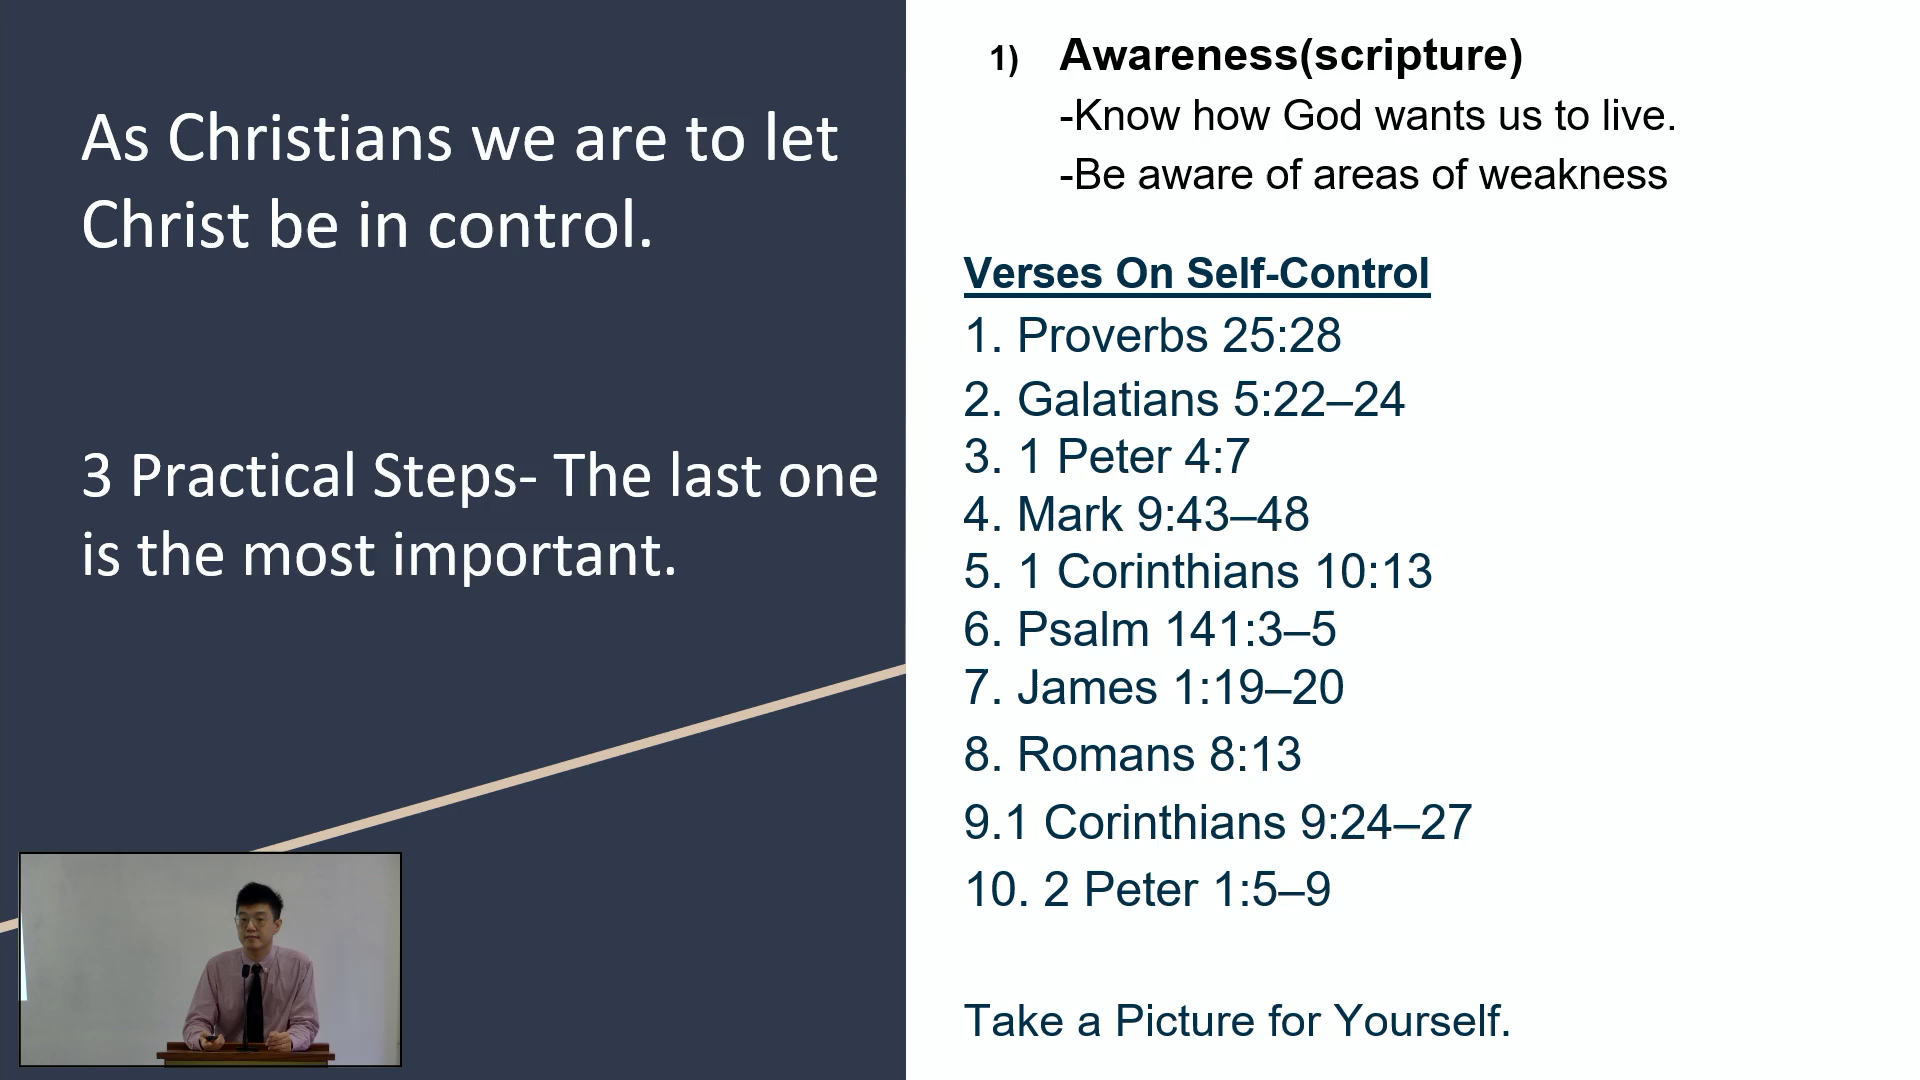 As Christians we are to let
Christ be in control.
3 Practical Steps- The last one
is the most important.
1) Awareness(scripture)
-Know how God wants us to live.
-Be aware of areas of weakness
Verses On Self-Control
1. Proverbs 25:28
2. Galatians 5:22–24
3. 1 Peter 4:7
4. Mark 9:43–48
5. 1 Corinthians 10:13
6. Psalm 141:3–5
7. James 1:19–20
8. Romans 8:13
9.1 Corinthians 9:24–27
10. 2 Peter 1:5–9
Take a Picture for Yourself.